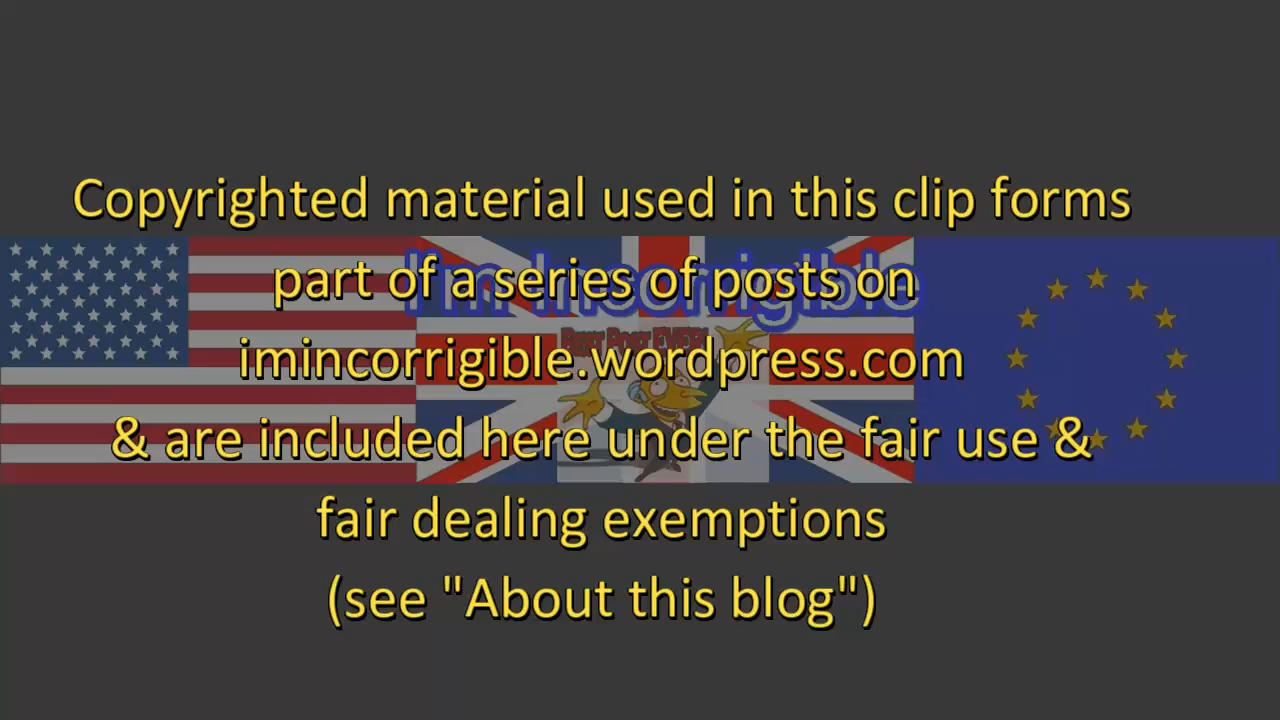 Copyrighted material used in this clip forms
part of a series of posts on
I'm Incorrigible
imincorrigible.wordpress.com
& are included here under the fair use &
fair dealing exemptions
(see "About this blog")